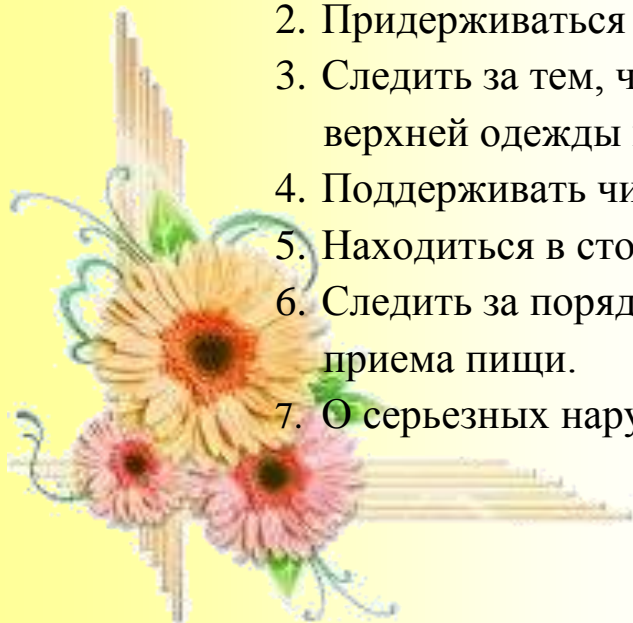 2. Придерживаться
3. Следить за тем, ч
верхней одежды
4. Поддерживать чи
5. Находиться в сто
6. Следить за поряд
приема пищи.
7. О серьезных нару